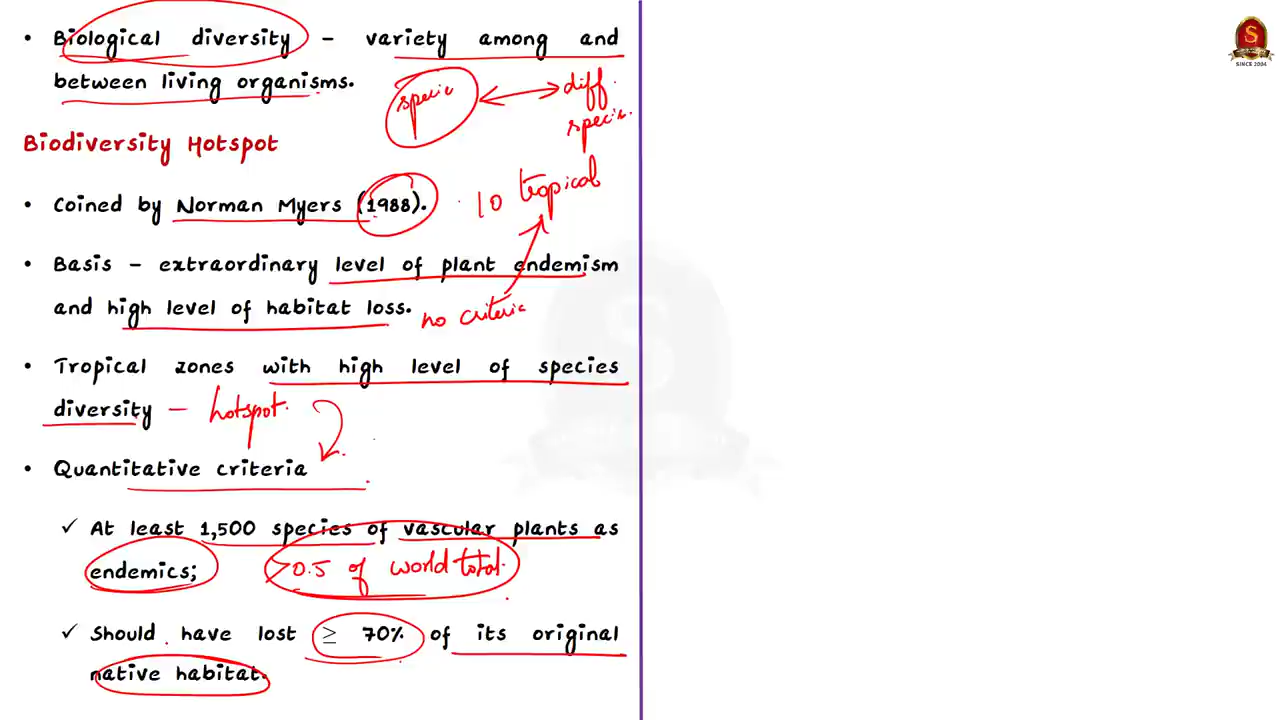 • Biological diversity – variety among and
between living organisms.
specie ↔ diff
specie.
Biodiversity Hotspot
• Coined by Norman Myers (1988).
10 tropical
• Basis – extraordinary level of plant endemism
and high level of habitat loss.
no criteria
• Tropical zones with high level of species
diversity – hotspot.
• Quantitative criteria
✓ At least 1,500 species of vascular plants as
endemics; >0.5 of world total.
✓ Should have lost ≥ 70% of its original
native habitat.
S
SINCE 2004